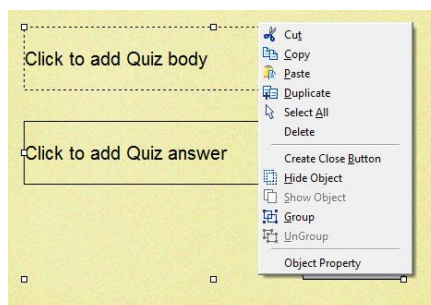 Click to add Quiz body
Click to add Quiz answer
Cut
Copy
Paste
Duplicate
Select All
Delete
Create Close Button
Hide Object
Show Object
Group
UnGroup
Object Property